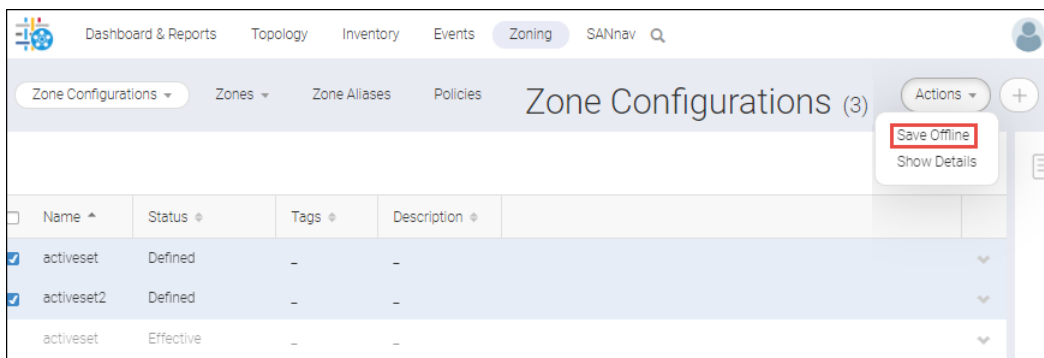 Dashboard & Reports Topology Inventory Events Zoning SANnav
Zone Configurations Zones Zone Aliases Policies Zone Configurations (3) Actions +
Save Offline
Show Details
Name Status Tags Description
activeset Defined – –
activeset2 Defined – –
activeset Effective – –